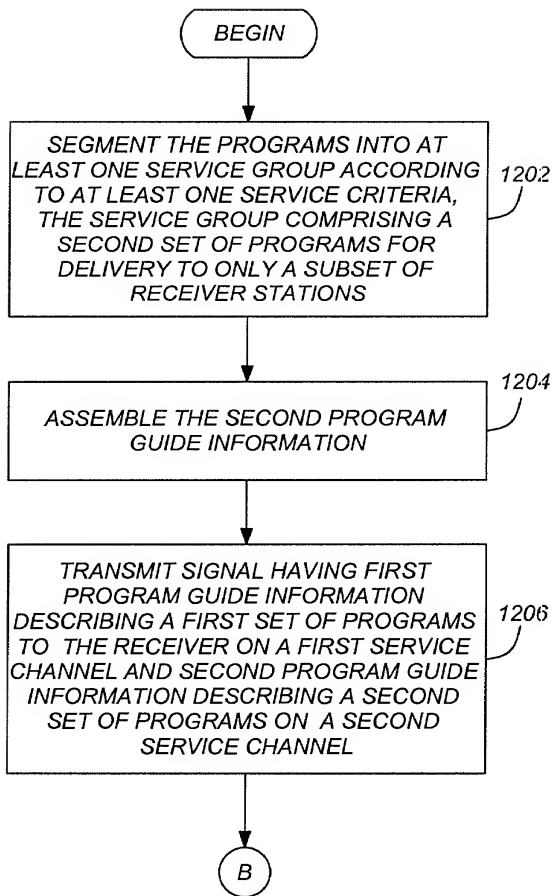 BEGIN
SEGMENT THE PROGRAMS INTO AT
LEAST ONE SERVICE GROUP ACCORDING
TO AT LEAST ONE SERVICE CRITERIA,
THE SERVICE GROUP COMPRISING A
SECOND SET OF PROGRAMS FOR
DELIVERY TO ONLY A SUBSET OF
RECEIVER STATIONS
1202
ASSEMBLE THE SECOND PROGRAM
GUIDE INFORMATION
1204
TRANSMIT SIGNAL HAVING FIRST
PROGRAM GUIDE INFORMATION
DESCRIBING A FIRST SET OF PROGRAMS
TO THE RECEIVER ON A FIRST SERVICE
CHANNEL AND SECOND PROGRAM GUIDE
INFORMATION DESCRIBING A SECOND
SET OF PROGRAMS ON A SECOND
SERVICE CHANNEL
1206
B